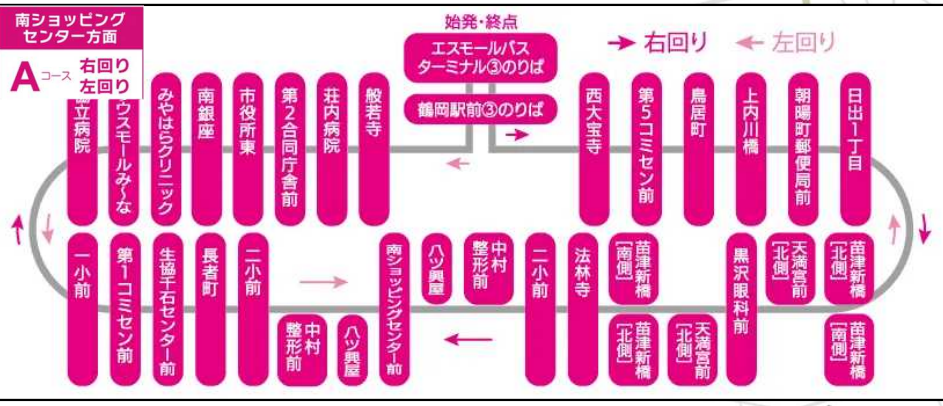 南ショッピング
センター方面
Aコース 右回り
左回り
始発・終点
エスモールバス
ターミナル③のりば
鶴岡駅前③のりば
右回り
左回り
立病院
ウスモールみ～な
みやはらクリニック
南銀座
市役所東
第2合同庁舎前
荘内病院
般若寺
西大宝寺
第5コミセン前
鳥居町
上内川橋
朝暘町郵便局前
日出1丁目
一小前
第1コミセン前
生協千石センター前
長者町
二小前
中村
整形前
八ツ興屋
南ショッピングセンター前
八ツ興屋
中村
整形前
二小前
法林寺
苗津新橋
[南側]
苗津新橋
[北側]
天満宮前
[北側]
黒沢眼科前
天満宮前
[北側]
苗津新橋
[北側]
苗津新橋
[南側]